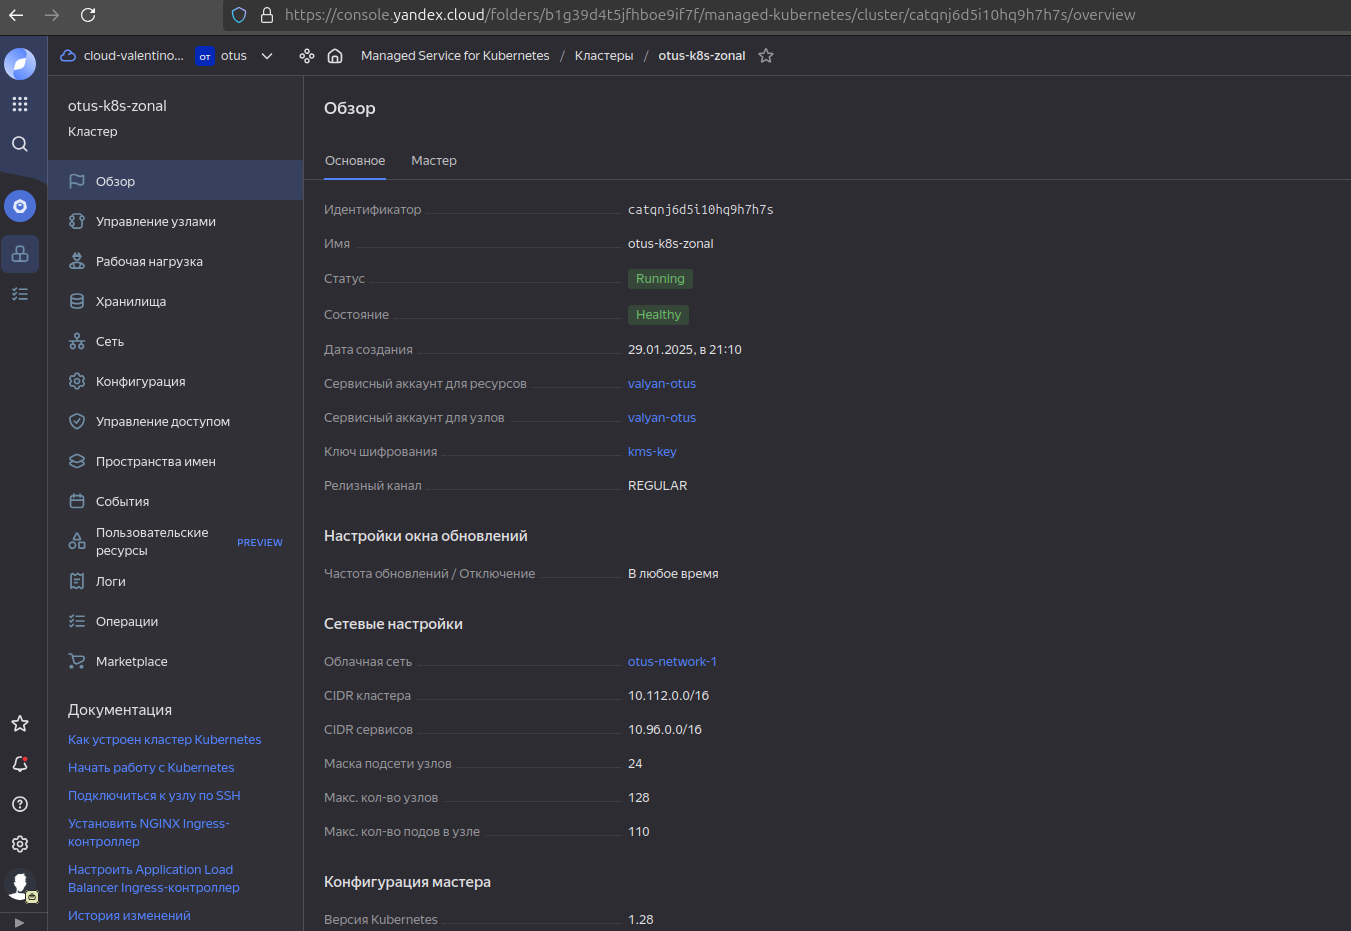 https://console.yandex.cloud/folders/b1g39d4t5jfhboe9if7f/managed-kubernetes/cluster/catqnj6d5i10hq9h7h7s/overview
cloud-valentino... от otus Managed Service for Kubernetes / Кластеры / otus-k8s-zonal
otus-k8s-zonal
Кластер
Обзор
Управление узлами
Рабочая нагрузка
Хранилища
Сеть
Конфигурация
Управление доступом
Пространства имен
События
Пользовательские
ресурсы
PREVIEW
Логи
Операции
Marketplace
Документация
Как устроен кластер Kubernetes
Начать работу с Kubernetes
Подключиться к узлу по SSH
Установить NGINX Ingress-
контроллер
Настроить Application Load
Balancer Ingress-контроллер
История изменений
Обзор
Основное Мастер
Идентификатор catqnj6d5i10hq9h7h7s
Имя otus-k8s-zonal
Статус Running
Состояние Healthy
Дата создания 29.01.2025, в 21:10
Сервисный аккаунт для ресурсов valyan-otus
Сервисный аккаунт для узлов valyan-otus
Ключ шифрования kms-key
Релизный канал REGULAR
Настройки окна обновлений
Частота обновлений / Отключение В любое время
Сетевые настройки
Облачная сеть otus-network-1
CIDR кластера 10.112.0.0/16
CIDR сервисов 10.96.0.0/16
Маска подсети узлов 24
Макс. кол-во узлов 128
Макс. кол-во подов в узле 110
Конфигурация мастера
Версия Kubernetes 1.28